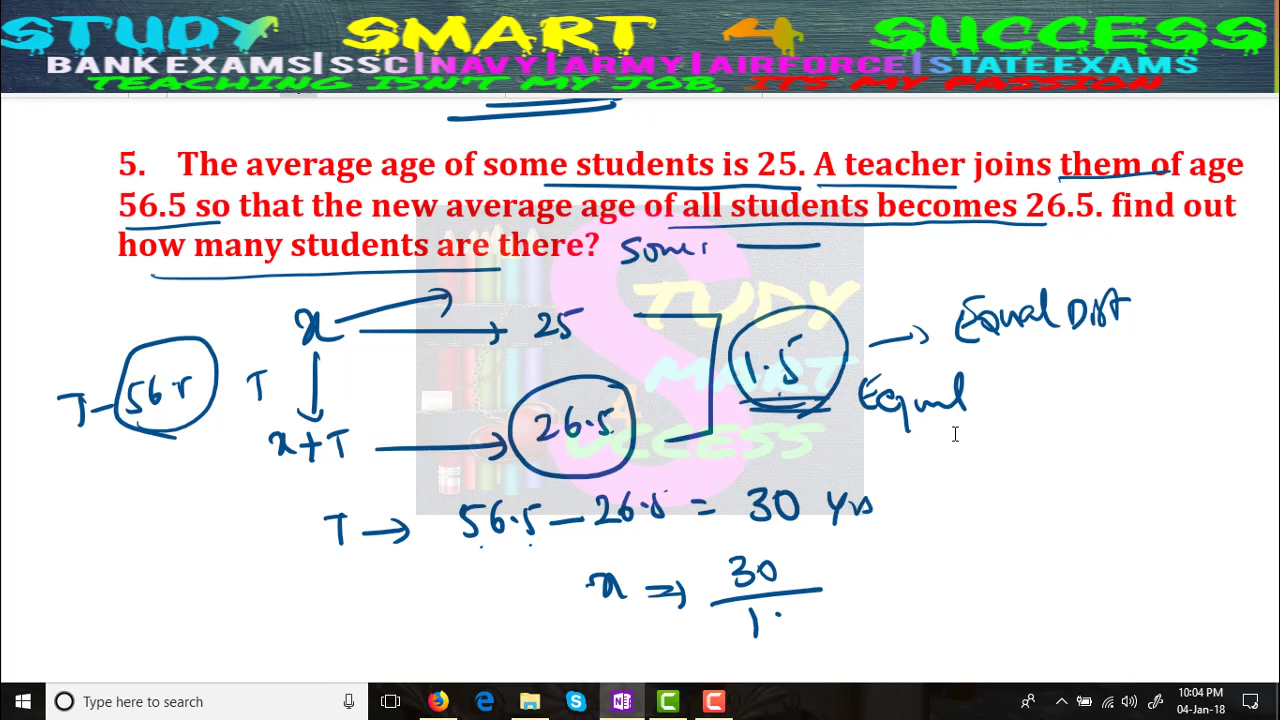 STUDY SMART 4 SUCCESS
BANK EXAMS|SSC|NAVY|ARMY|AIRFORCE|STATE EXAMS
TEACHING ISN'T MY JOB, IT'S MY PASSION
5. The average age of some students is 25. A teacher joins them of age
56.5 so that the new average age of all students becomes 26.5. find out
how many students are there?
x → 25
1.5 → Equal
T - 56.5
T
Equal
x+T → 26.5
STUDY
SMART
4
SUCCESS
T → 56.5 - 26.5 = 30 yrs
x ⇒ 30
1.
Type here to search
10:04 PM
04-Jan-18